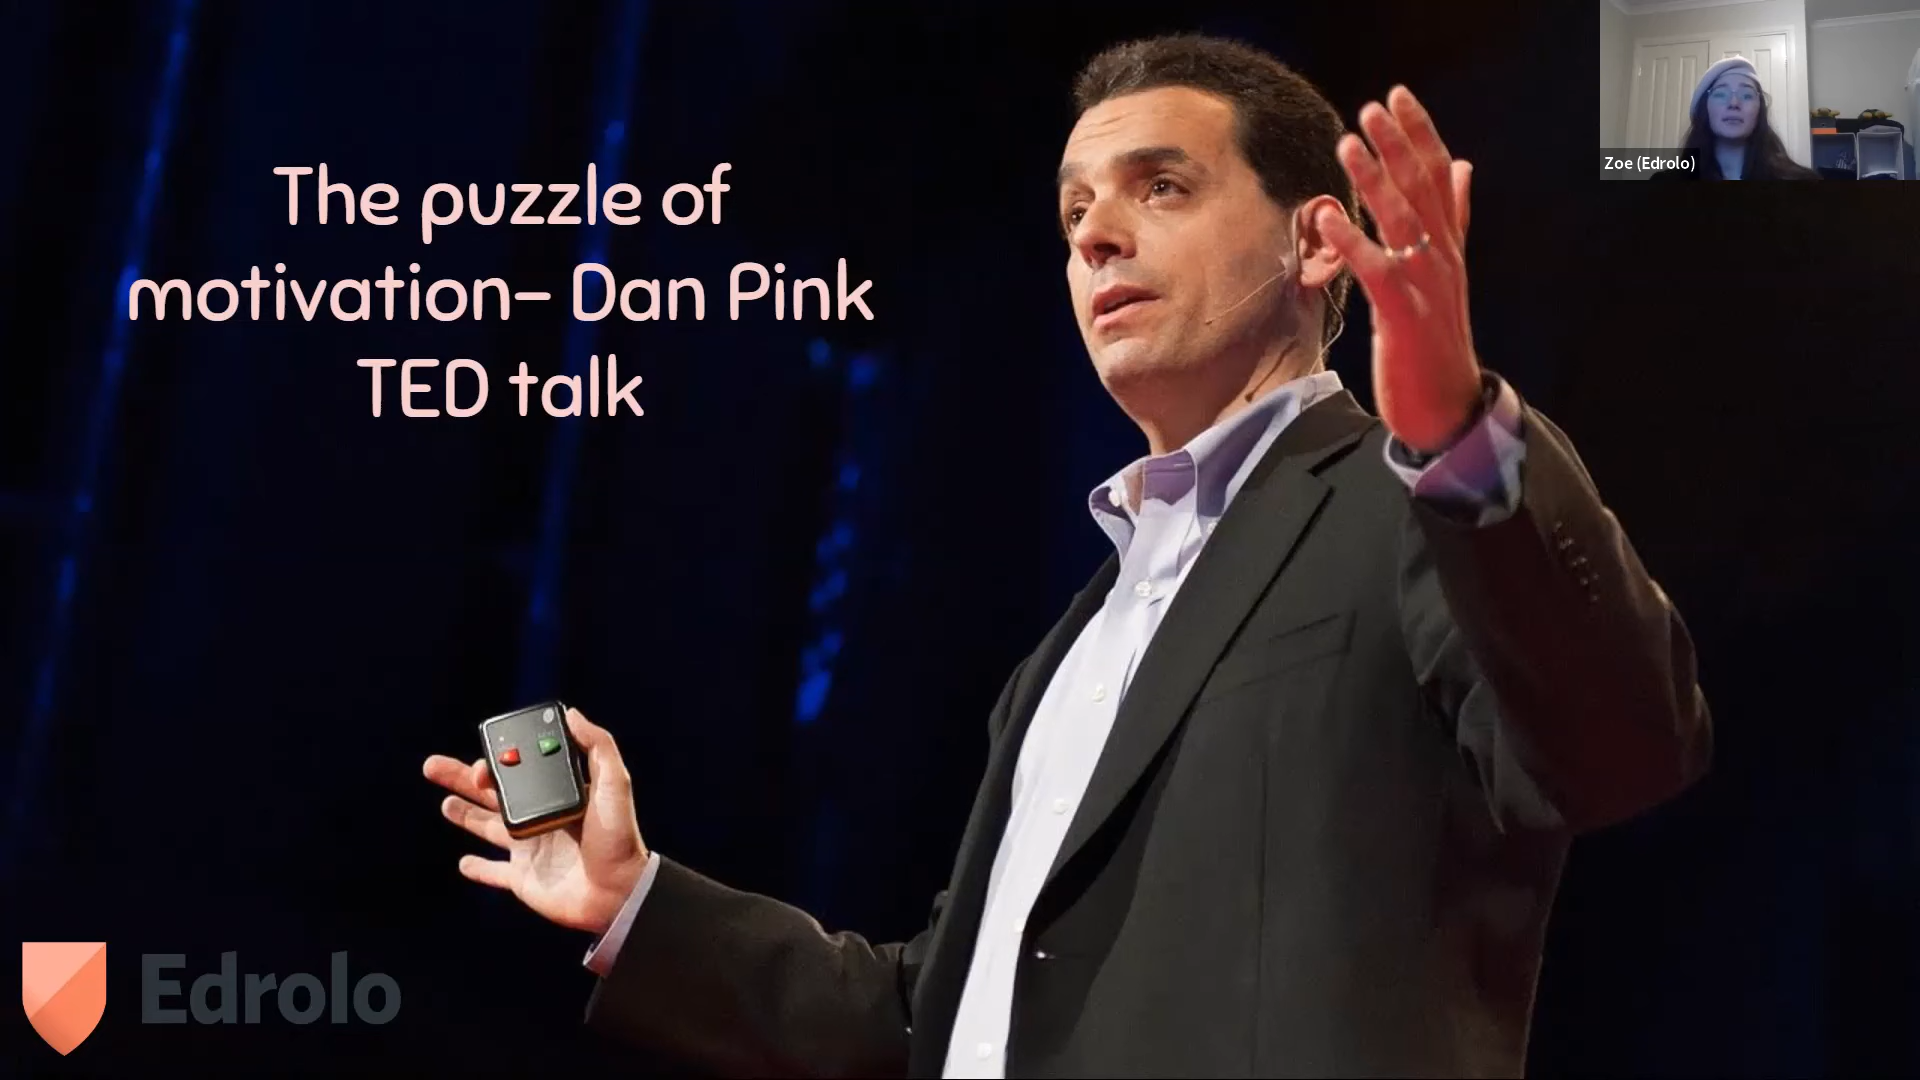 The puzzle of
motivation– Dan Pink
TED talk
Zoe (Edrolo)
Edrolo